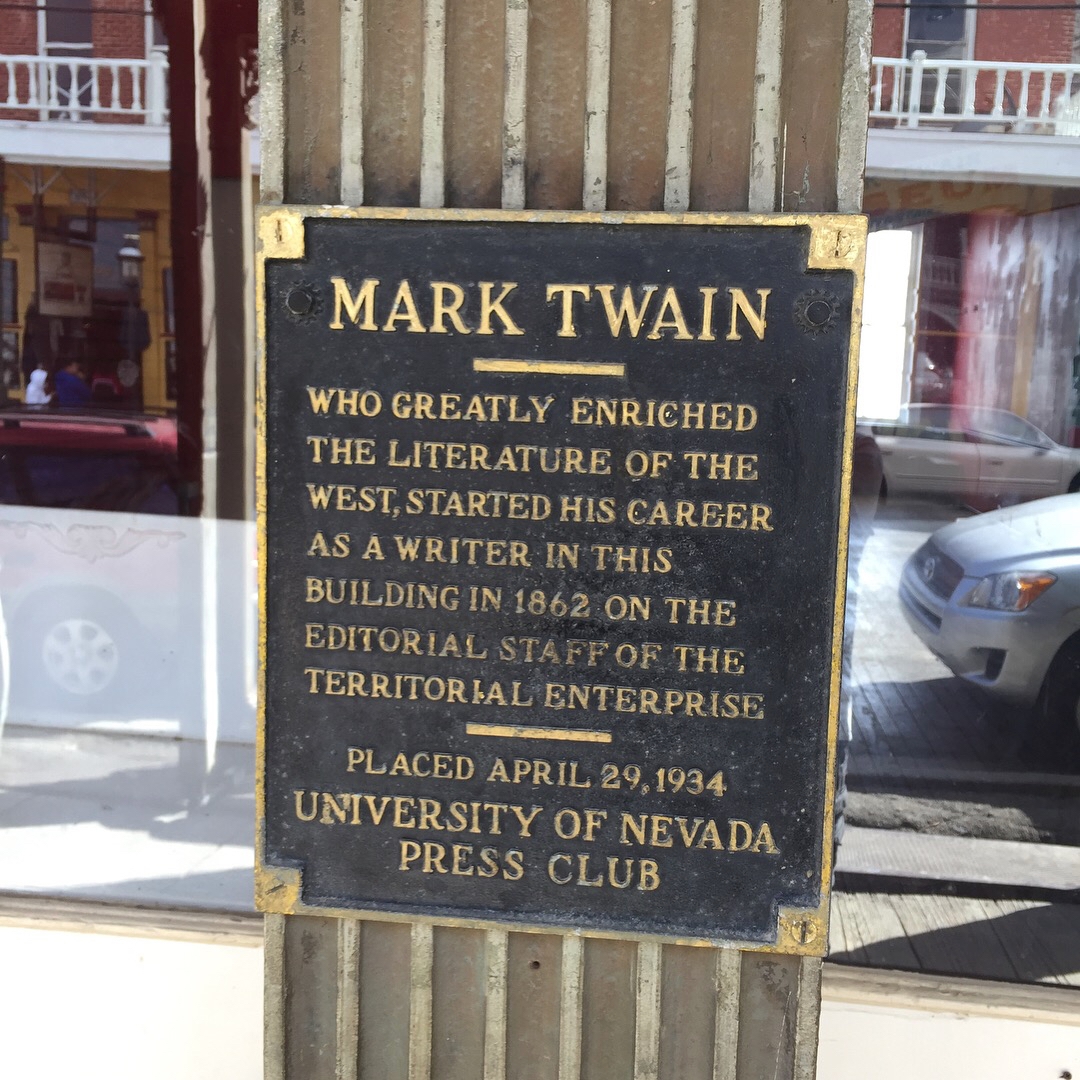 MARK TWAIN
WHO GREATLY ENRICHED
THE LITERATURE OF THE
WEST, STARTED HIS CAREER
AS A WRITER IN THIS
BUILDING IN 1862 ON THE
EDITORIAL STAFF OF THE
TERRITORIAL ENTERPRISE
PLACED APRIL 29, 1934
UNIVERSITY OF NEVADA
PRESS CLUB